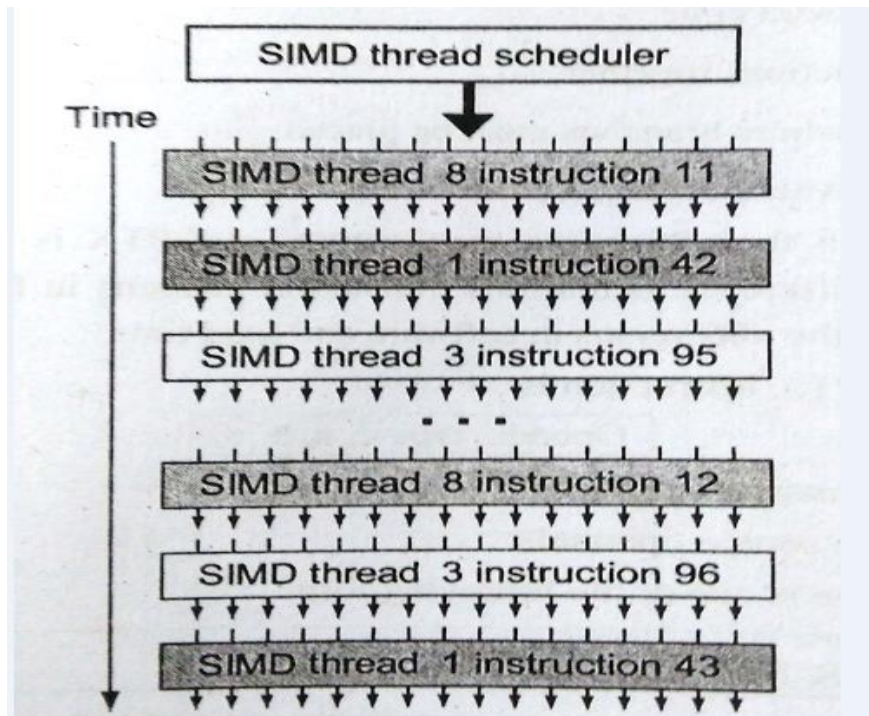 SIMD thread scheduler
Time
SIMD thread 8 instruction 11
SIMD thread 1 instruction 42
SIMD thread 3 instruction 95
- - -
SIMD thread 8 instruction 12
SIMD thread 3 instruction 96
SIMD thread 1 instruction 43